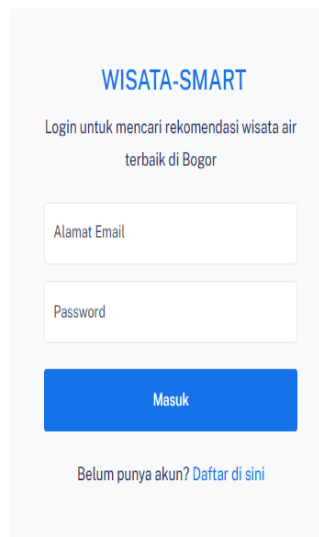 WISATA-SMART
Login untuk mencari rekomendasi wisata air
terbaik di Bogor
Alamat Email
Password
Masuk
Belum punya akun? Daftar di sini